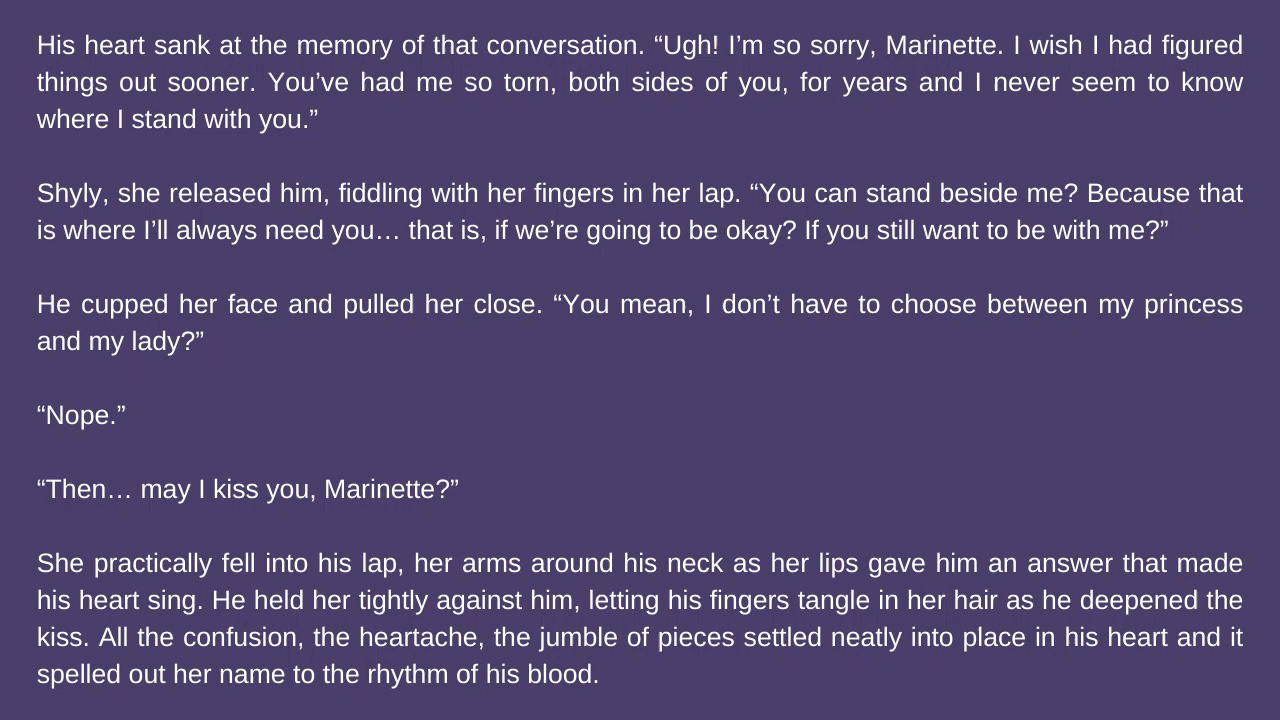 His heart sank at the memory of that conversation. “Ugh! I’m so sorry, Marinette. I wish I had figured
things out sooner. You’ve had me so torn, both sides of you, for years and I never seem to know
where I stand with you.”
Shyly, she released him, fiddling with her fingers in her lap. “You can stand beside me? Because that
is where I’ll always need you… that is, if we’re going to be okay? If you still want to be with me?”
He cupped her face and pulled her close. “You mean, I don’t have to choose between my princess
and my lady?”
“Nope.”
“Then… may I kiss you, Marinette?”
She practically fell into his lap, her arms around his neck as her lips gave him an answer that made
his heart sing. He held her tightly against him, letting his fingers tangle in her hair as he deepened the
kiss. All the confusion, the heartache, the jumble of pieces settled neatly into place in his heart and it
spelled out her name to the rhythm of his blood.